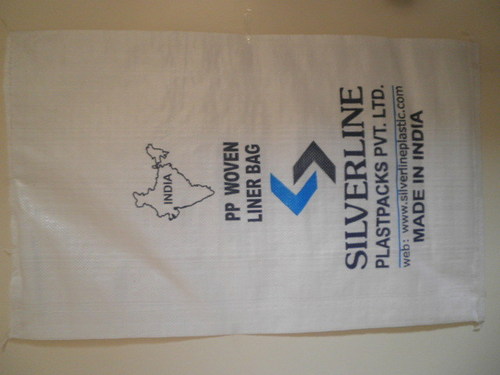 INDIA
PP WOVEN
LINER BAG
SILVERLINE
PLASTPACKS PVT. LTD.
web: www.silverlineplastic.com
MADE IN INDIA